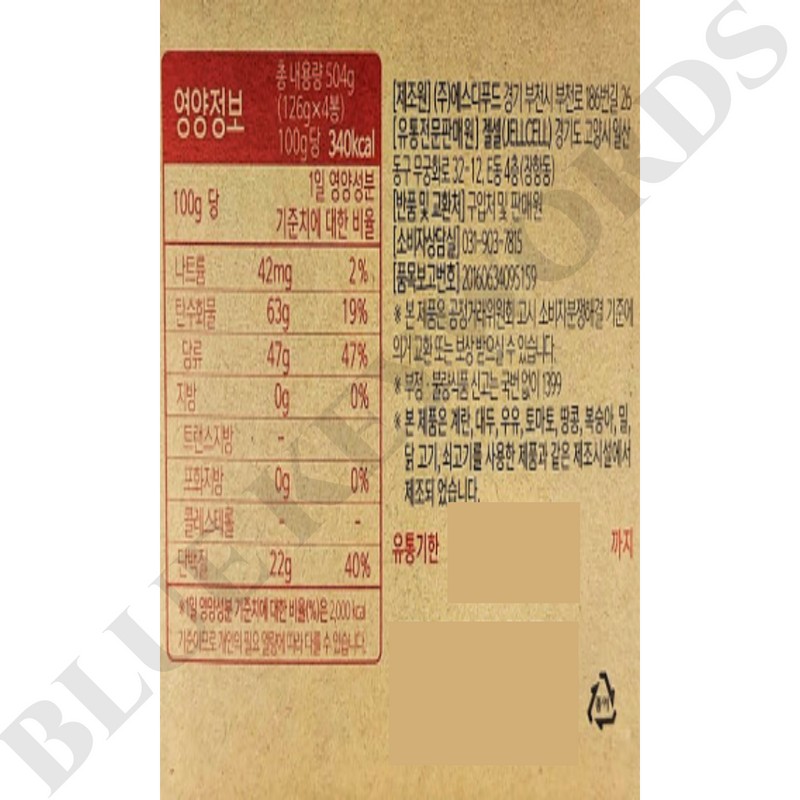 영양정보
총 내용량 504g
(126g×4봉)
100g당 340kcal
100g 당
1일 영양성분
기준치에 대한 비율
나트륨 42mg 2%
탄수화물 63g 19%
당류 47g 47%
지방 0g 0%
트랜스지방 -
포화지방 0g 0%
콜레스테롤 - -
단백질 22g 40%
※1일 영양성분 기준치에 대한 비율(%)은 2,000 kcal
기준이므로 개인의 필요 열량에 따라 다를 수 있습니다.
[제조원] (주)에스디푸드 경기 부천시 부천로 186번길 26
[유통전문판매원] 젤셀(JELLCELL) 경기도 고양시 일산
동구 무궁화로 32-12, E동 4층(장항동)
[반품 및 교환처] 구입처 및 판매원
[소비자상담실] 031-903-7815
[품목보고번호] 20160634095159
※ 본 제품은 공정거래위원회 고시 소비자분쟁해결 기준에
의거 교환 또는 보상 받으실 수 있습니다.
※ 부정·불량식품 신고는 국번 없이 1399
※ 본 제품은 계란, 대두, 우유, 토마토, 땅콩, 복숭아, 밀,
닭 고기, 쇠고기를 사용한 제품과 같은 제조시설에서
제조되 었습니다.
유통기한 까지